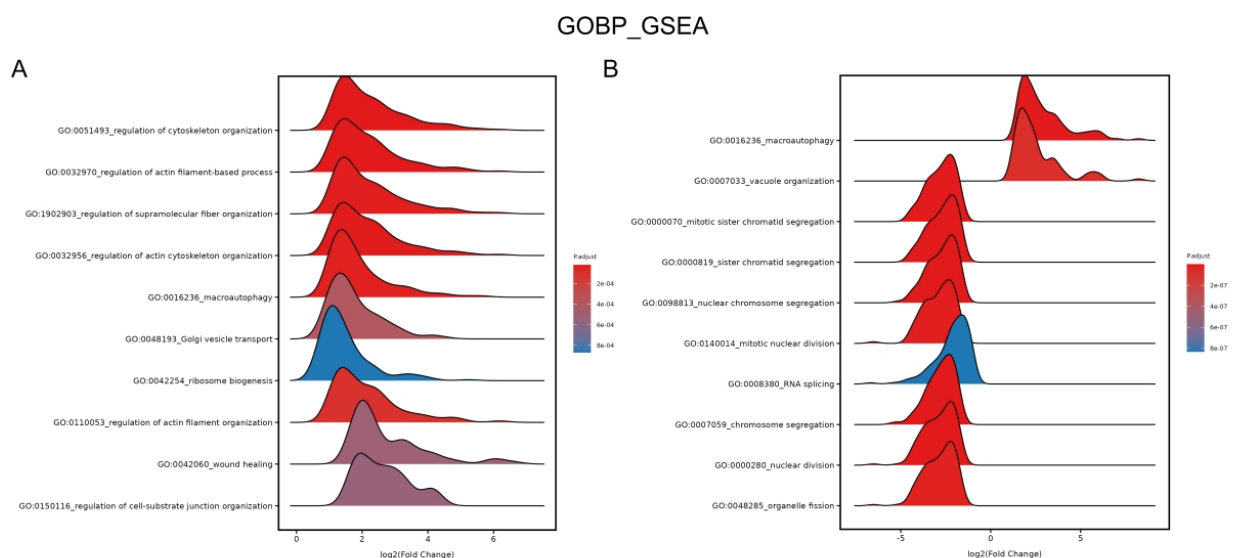 GOBP_GSEA
A
GO:0051493_regulation of cytoskeleton organization
GO:0032970_regulation of actin filament-based process
GO:1902903_regulation of supramolecular fiber organization
GO:0032956_regulation of actin cytoskeleton organization
GO:0016236_macroautophagy
GO:0048193_Golgi vesicle transport
GO:0042254_ribosome biogenesis
GO:0110053_regulation of actin filament organization
GO:0042060_wound healing
GO:0150116_regulation of cell-substrate junction organization
0 2 4 6
log2(Fold Change)
P.adjust
2e-04
4e-04
6e-04
8e-04
B
GO:0016236_macroautophagy
GO:0007033_vacuole organization
GO:0000070_mitotic sister chromatid segregation
GO:0000819_sister chromatid segregation
GO:0098813_nuclear chromosome segregation
GO:0140014_mitotic nuclear division
GO:0008380_RNA splicing
GO:0007059_chromosome segregation
GO:0000280_nuclear division
GO:0048285_organelle fission
-5 0 5
log2(Fold Change)
P.adjust
2e-07
4e-07
6e-07
8e-07